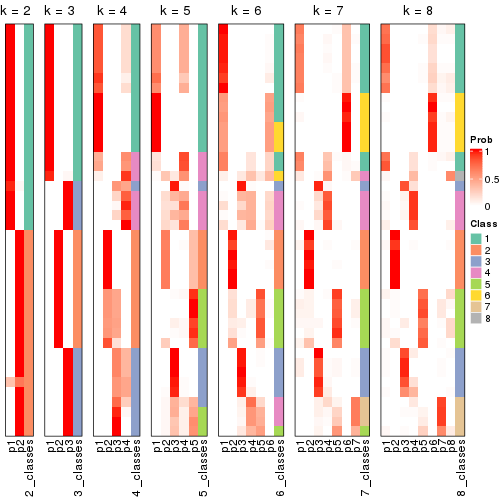 k = 2 k = 3 k = 4 k = 5 k = 6 k = 7 k = 8
Prob
1
0.5
0
Class
1
2
3
4
5
6
7
8
p1 p2 2_classes
p1 p2 p3 3_classes
p1 p2 p3 p4 4_classes
p1 p2 p3 p4 p5 5_classes
p1 p2 p3 p4 p5 p6 6_classes
p1 p2 p3 p4 p5 p6 p7 7_classes
p1 p2 p3 p4 p5 p6 p7 p8 8_classes